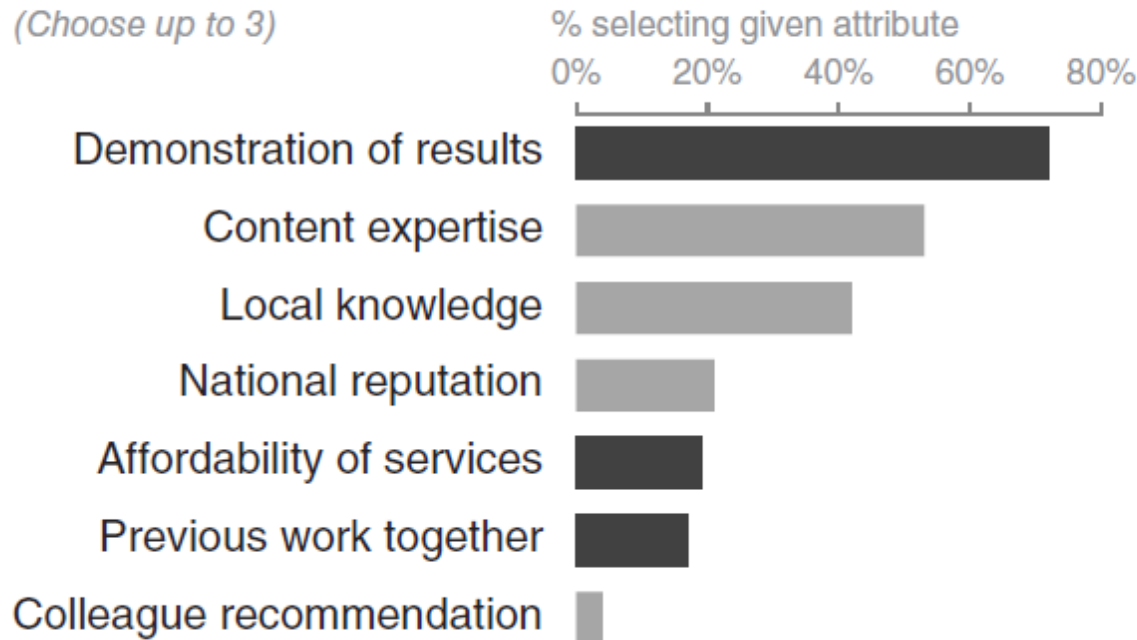 (Choose up to 3)
% selecting given attribute
0% 20% 40% 60% 80%
Demonstration of results
Content expertise
Local knowledge
National reputation
Affordability of services
Previous work together
Colleague recommendation